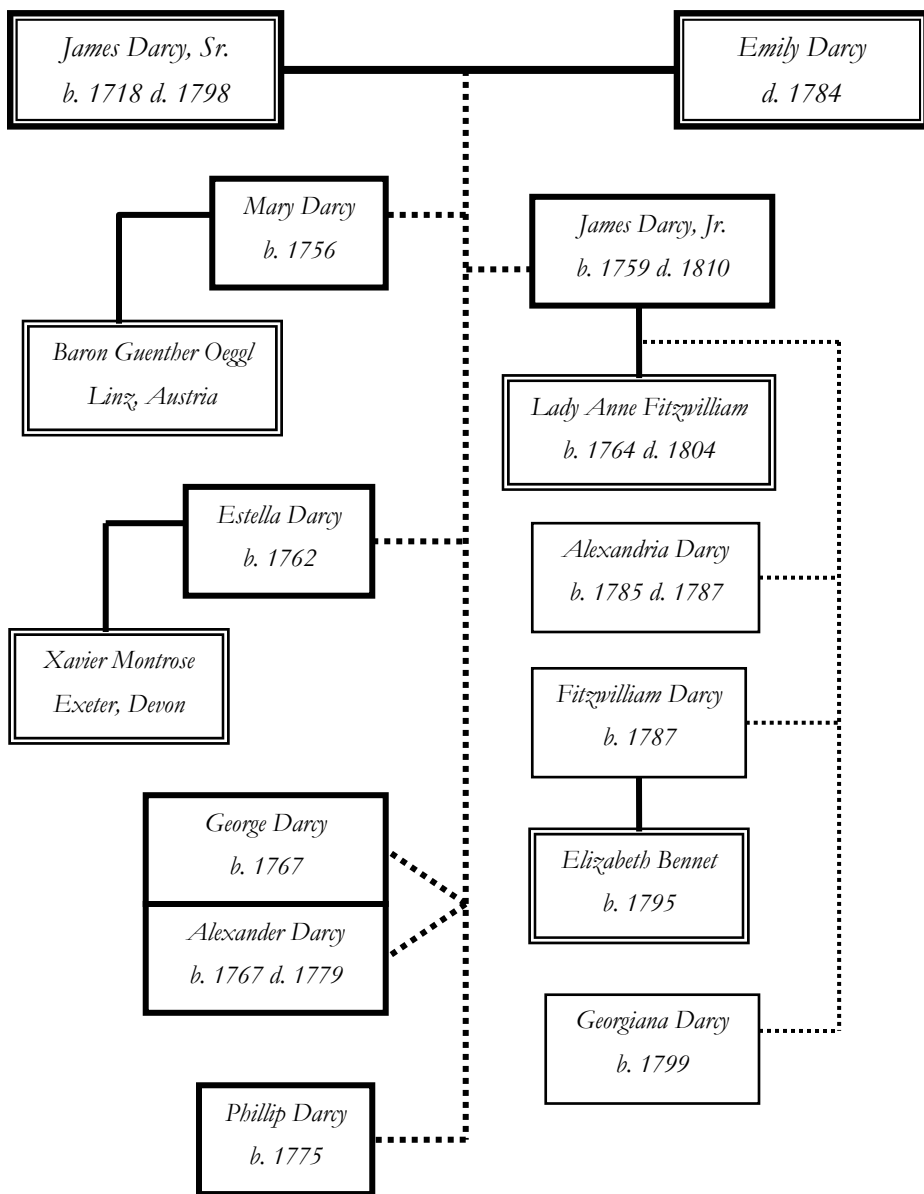 James Darcy, Sr.
b. 1718 d. 1798
Emily Darcy
d. 1784
Mary Darcy
b. 1756
James Darcy, Jr.
b. 1759 d. 1810
Baron Guenther Oeggl
Linz, Austria
Lady Anne Fitzwilliam
b. 1764 d. 1804
Estella Darcy
b. 1762
Alexandria Darcy
b. 1785 d. 1787
Xavier Montrose
Exeter, Devon
Fitzwilliam Darcy
b. 1787
George Darcy
b. 1767
Elizabeth Bennet
b. 1795
Alexander Darcy
b. 1767 d. 1779
Georgiana Darcy
b. 1799
Phillip Darcy
b. 1775